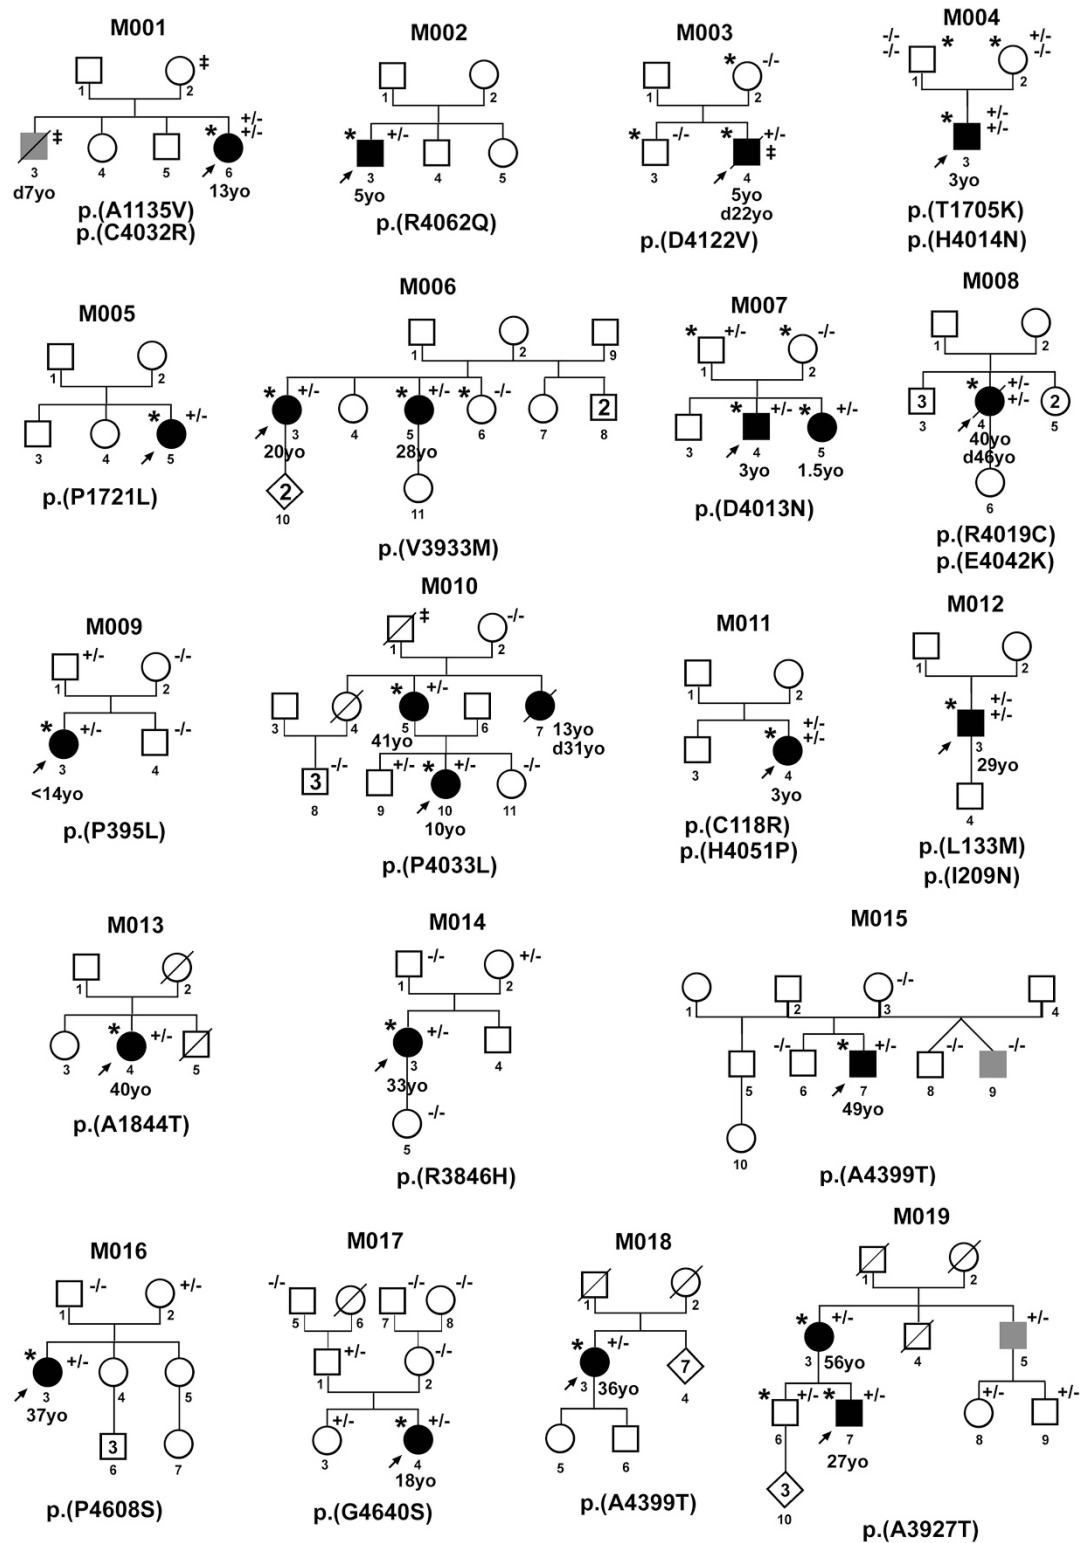 M001
1
2
‡
3
‡
d7yo
4
5
* +/-
+/-
6
13yo
p.(A1135V)
p.(C4032R)
M002
1
2
* +/-
3
5yo
4
5
p.(R4062Q)
M003
1
* -/-
2
* -/-
3
* +/-
‡
4
5yo
d22yo
p.(D4122V)
M004
-/- *
-/-
1
* +/-
-/-
2
* +/-
+/-
3
3yo
p.(T1705K)
p.(H4014N)
M005
1
2
3
4
* +/-
5
p.(P1721L)
M006
1
2
9
* +/-
3
20yo
4
* +/-
5
28yo
* -/-
6
7
2
8
2
10
11
p.(V3933M)
M007
* +/-
1
* -/-
2
3
* +/-
4
3yo
* +/-
5
1.5yo
p.(D4013N)
M008
1
2
3
3
* +/-
+/-
4
40yo
d46yo
2
5
6
p.(R4019C)
p.(E4042K)
M009
+/-
1
-/-
2
* +/-
3
<14yo
-/-
4
p.(P395L)
M010
‡
1
-/-
2
3
4
* +/-
5
41yo
6
7
13yo
d31yo
3 -/-
8
+/-
9
* +/-
10
10yo
-/-
11
p.(P4033L)
M011
1
2
3
* +/-
+/-
4
3yo
p.(C118R)
p.(H4051P)
M012
1
2
* +/-
+/-
3
29yo
4
p.(L133M)
p.(I209N)
M013
1
2
3
* +/-
4
40yo
5
p.(A1844T)
M014
-/-
1
+/-
2
* +/-
3
33yo
4
-/-
5
p.(R3846H)
M015
1
2
-/-
3
4
5
-/-
6
* +/-
7
49yo
-/-
8
-/-
9
10
p.(A4399T)
M016
-/-
1
+/-
2
* +/-
3
37yo
4
5
3
6
7
p.(P4608S)
M017
-/-
5
6
-/-
7
-/-
8
+/-
1
-/-
2
+/-
3
* +/-
4
18yo
p.(G4640S)
M018
1
2
* +/-
3
36yo
7
4
5
6
p.(A4399T)
M019
1
2
* +/-
3
56yo
4
+/-
5
* +/-
6
* +/-
7
27yo
+/-
8
+/-
9
3
10
p.(A3927T)